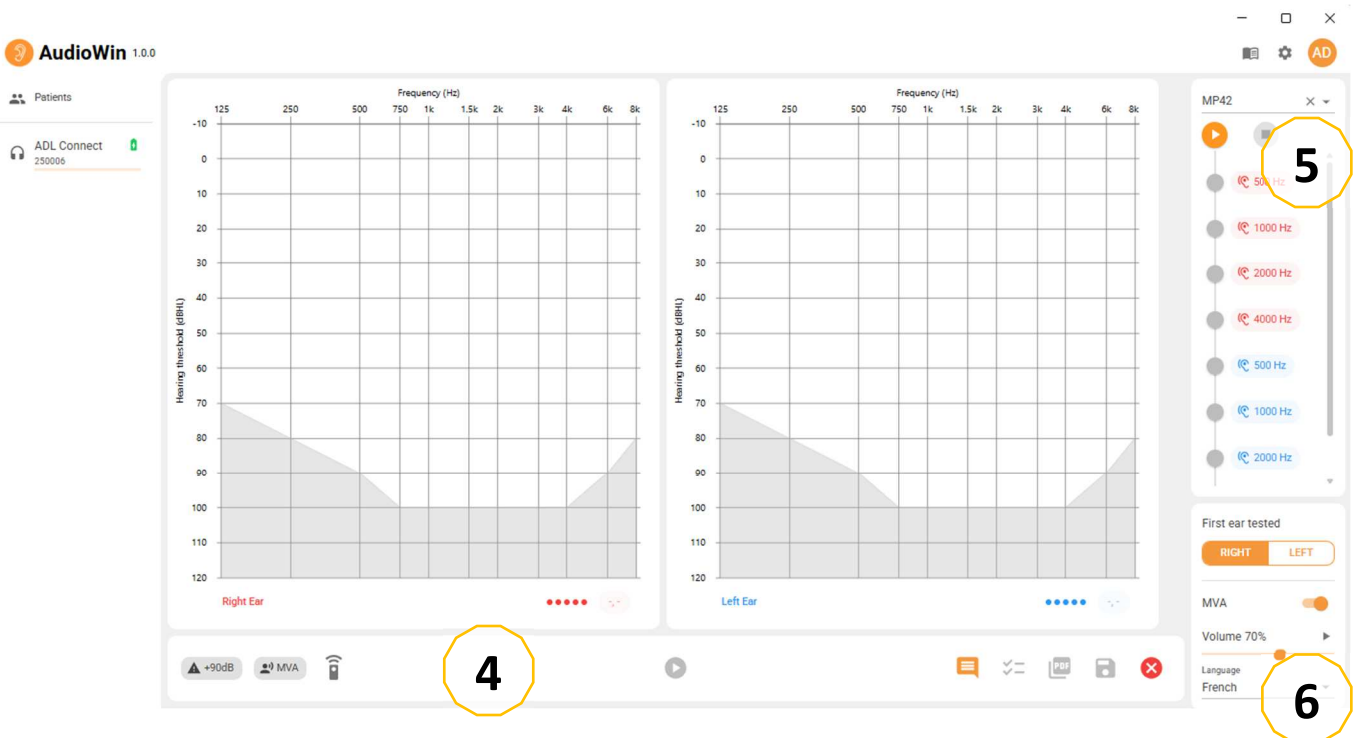 AudioWin 1.0.0
AD
Patients
ADL Connect
250006
Frequency (Hz)
125 250 500 750 1k 1.5k 2k 3k 4k 6k 8k
-10
0
10
20
30
40
50
60
70
80
90
100
110
120
Hearing threshold (dBHL)
Right Ear
Frequency (Hz)
125 250 500 750 1k 1.5k 2k 3k 4k 6k 8k
-10
0
10
20
30
40
50
60
70
80
90
100
110
120
Hearing threshold (dBHL)
Left Ear
MP42
5
500 Hz
1000 Hz
2000 Hz
4000 Hz
500 Hz
1000 Hz
2000 Hz
First ear tested
RIGHT LEFT
MVA
Volume 70%
Language
French
6
+90dB MVA
4
PDF